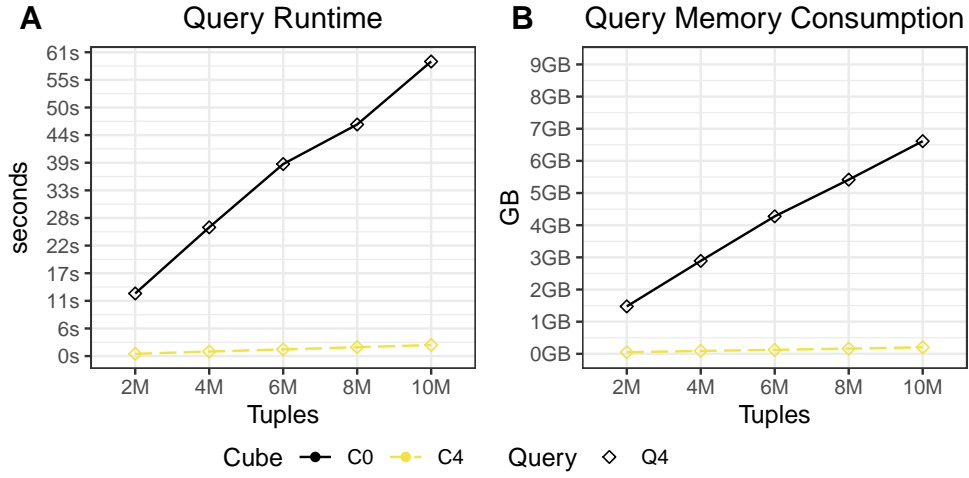 A Query Runtime
61s
55s
50s
44s
39s
33s
28s
22s
17s
11s
6s
0s
seconds
2M 4M 6M 8M 10M
Tuples
B Query Memory Consumption
9GB
8GB
7GB
6GB
5GB
4GB
3GB
2GB
1GB
0GB
GB
2M 4M 6M 8M 10M
Tuples
Cube C0 C4 Query Q4